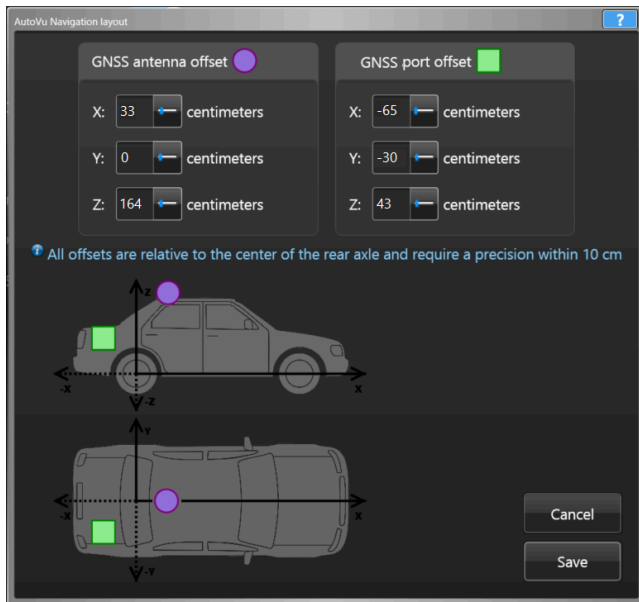 AutoVu Navigation layout
?
GNSS antenna offset
X: 33 centimeters
Y: 0 centimeters
Z: 164 centimeters
GNSS port offset
X: -65 centimeters
Y: -30 centimeters
Z: 43 centimeters
All offsets are relative to the center of the rear axle and require a precision within 10 cm
Z
-X
X
-Z
Y
-X
X
-Y
Cancel
Save